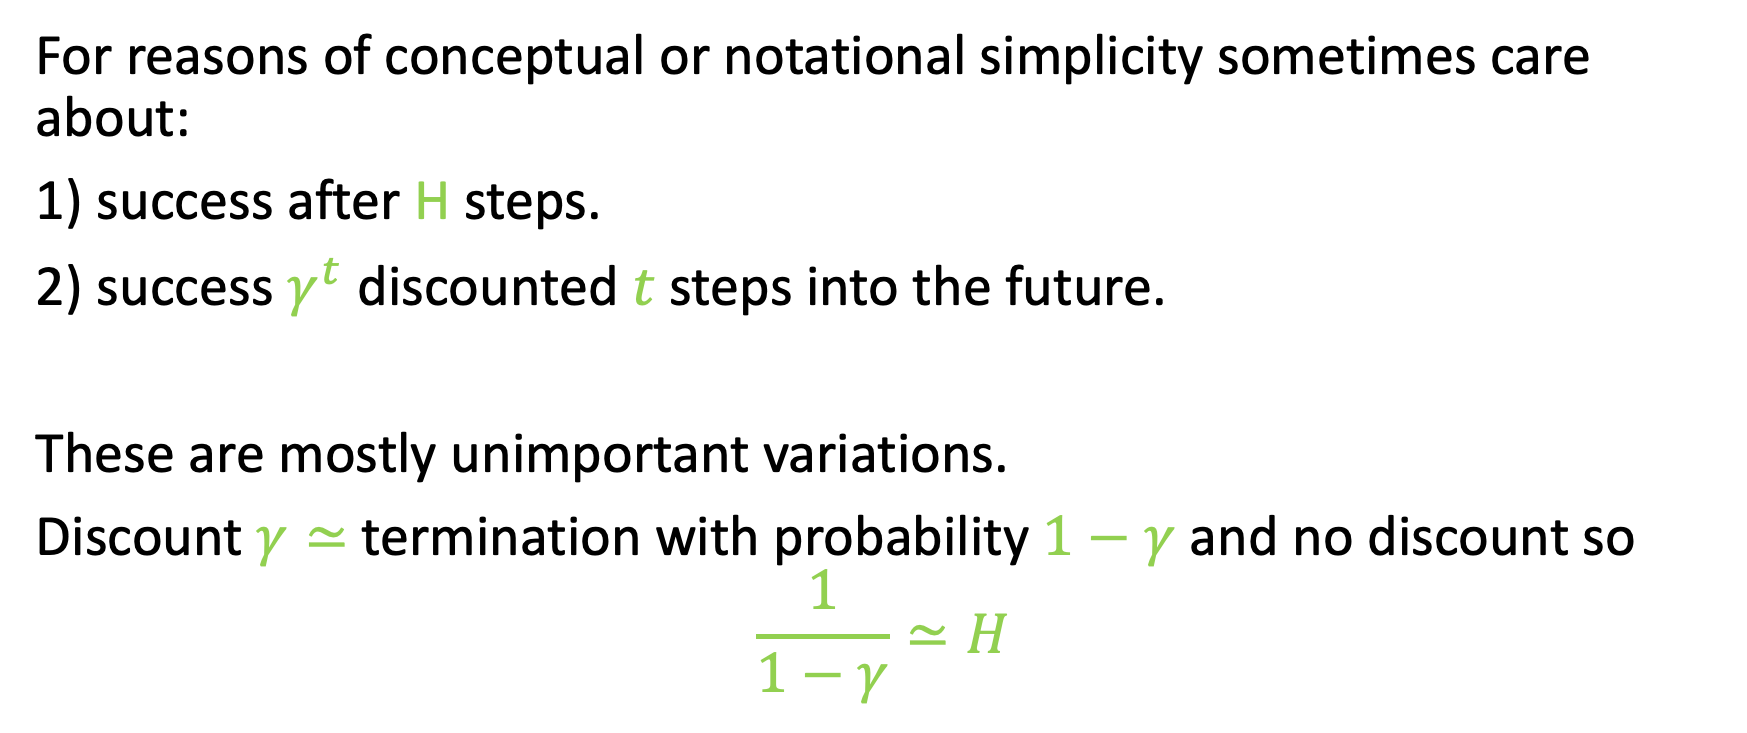 For reasons of conceptual or notational simplicity sometimes care
about:
1) success after H steps.
2) success γ^t discounted t steps into the future.
These are mostly unimportant variations.
Discount γ ≃ termination with probability 1 − γ and no discount so
1/(1 − γ) ≃ H